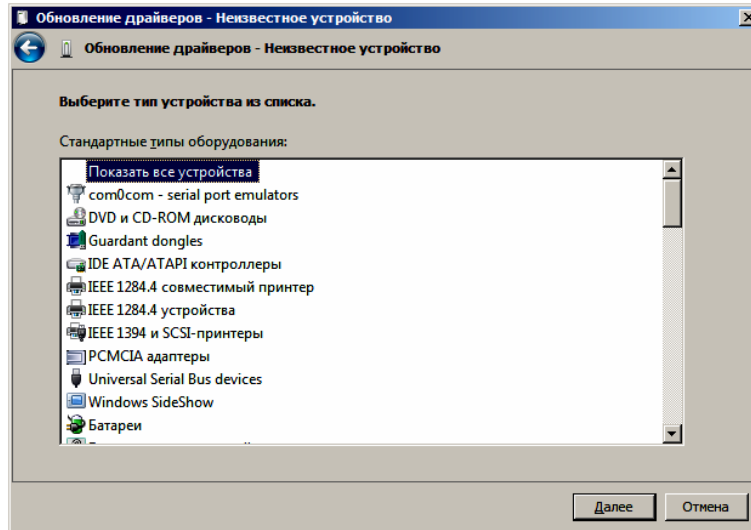 Обновление драйверов - Неизвестное устройство
Обновление драйверов - Неизвестное устройство
Выберите тип устройства из списка.
Стандартные типы оборудования:
Показать все устройства
com0com - serial port emulators
DVD и CD-ROM дисководы
Guardant dongles
IDE ATA/ATAPI контроллеры
IEEE 1284.4 совместимый принтер
IEEE 1284.4 устройства
IEEE 1394 и SCSI-принтеры
PCMCIA адаптеры
Universal Serial Bus devices
Windows SideShow
Батареи
Далее
Отмена